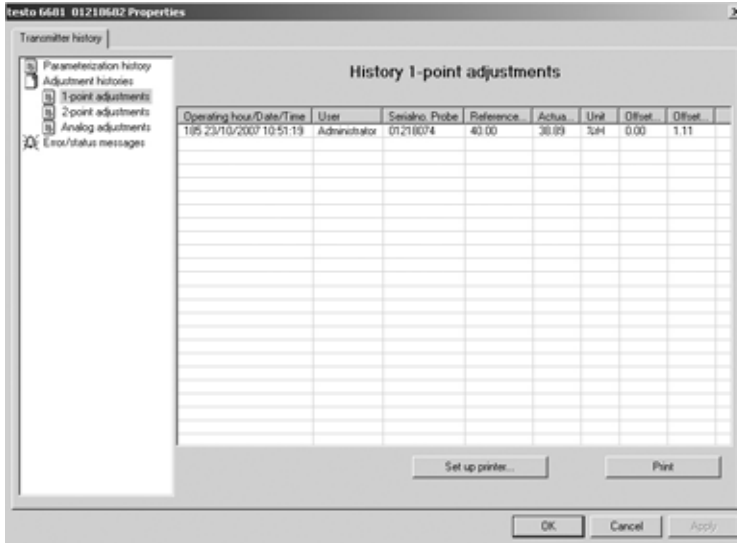 testo 6681 01218682 Properties
Transmitter history
Parameterization history
Adjustment histories
1-point adjustments
2-point adjustments
Analog adjustments
Error/status messages
History 1-point adjustments
Operating hour/Date/Time User Serialno. Probe Reference... Actua... Unit Offset... Offset...
185 23/10/2007 10:51:19 Administrator 01218074 40.00 38.89 %rH 0.00 1.11
Set up printer... Print
OK Cancel Apply